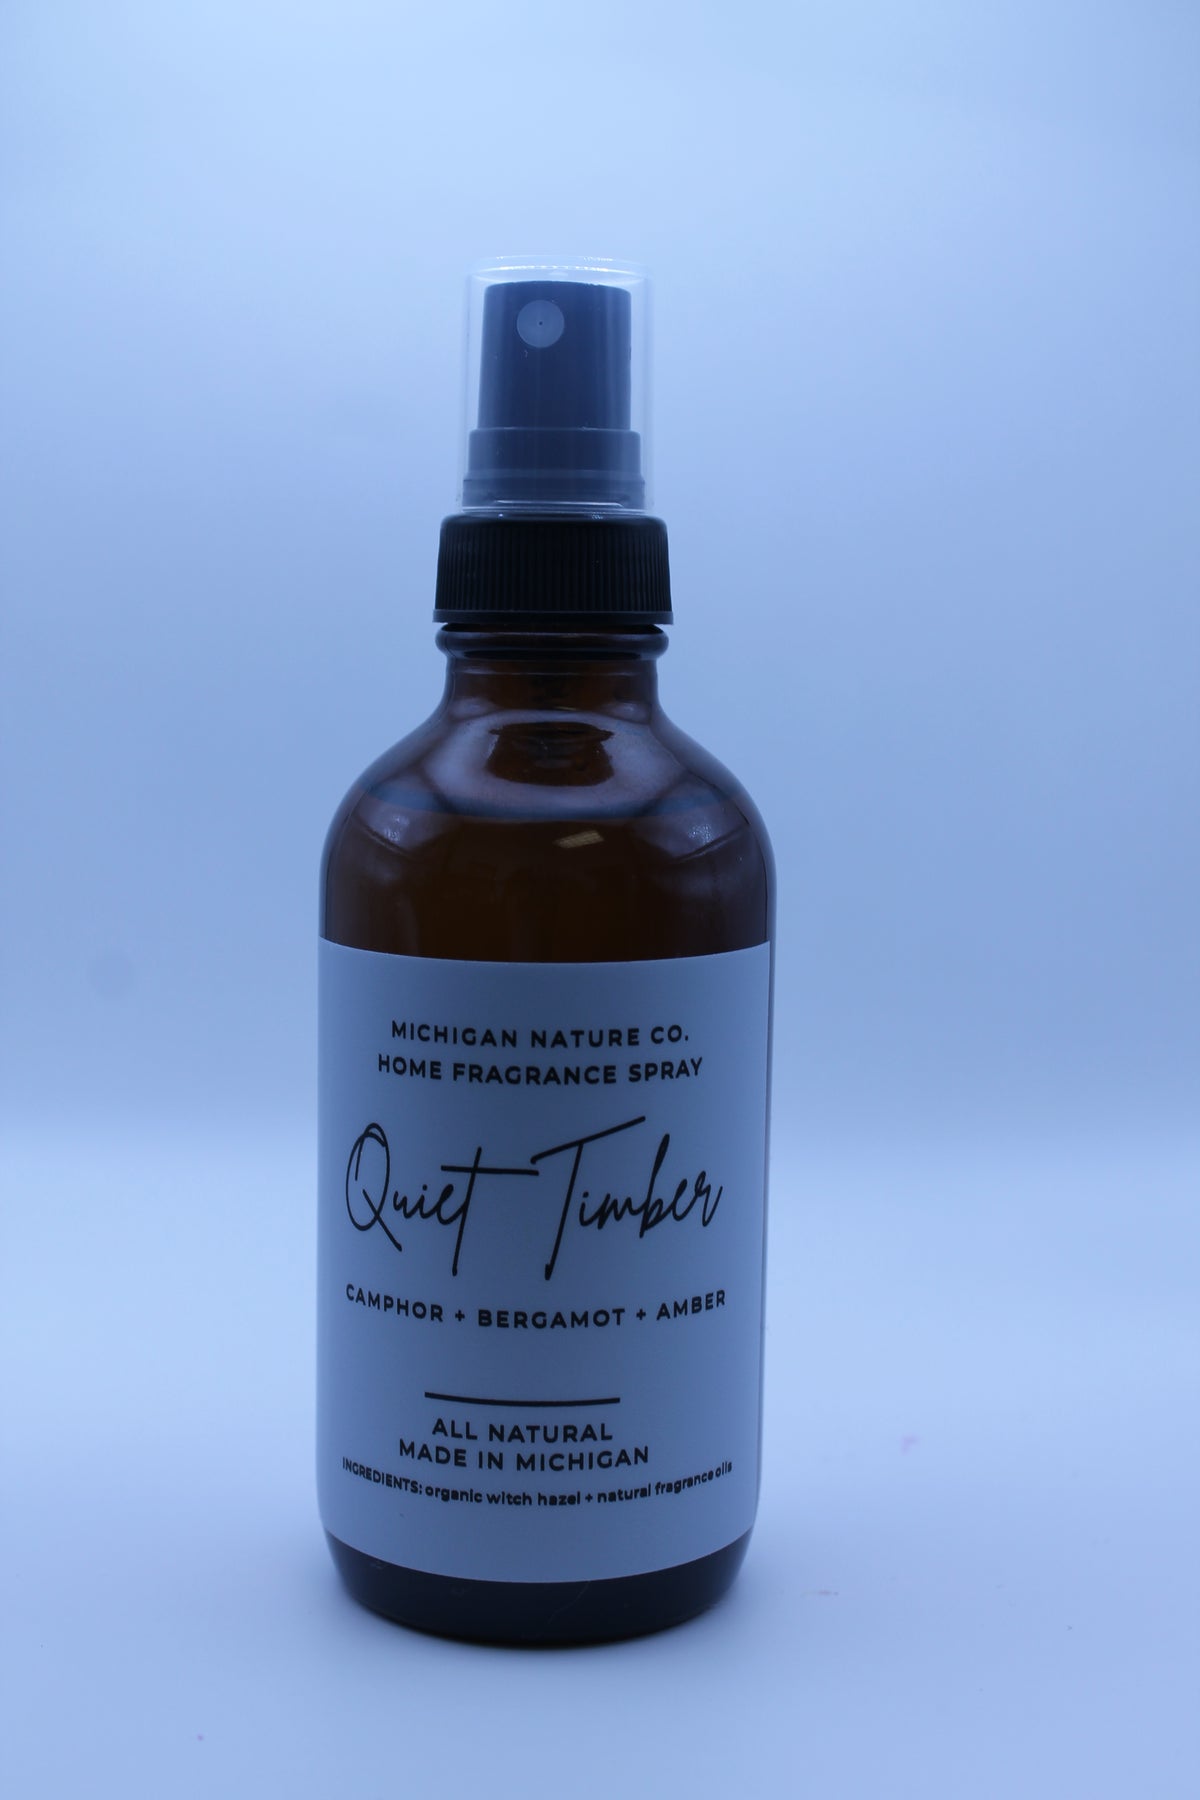 MICHIGAN NATURE CO.
HOME FRAGRANCE SPRAY
Quiet Timber
CAMPHOR + BERGAMOT + AMBER
ALL NATURAL
MADE IN MICHIGAN
INGREDIENTS: organic witch hazel + natural fragrance oils